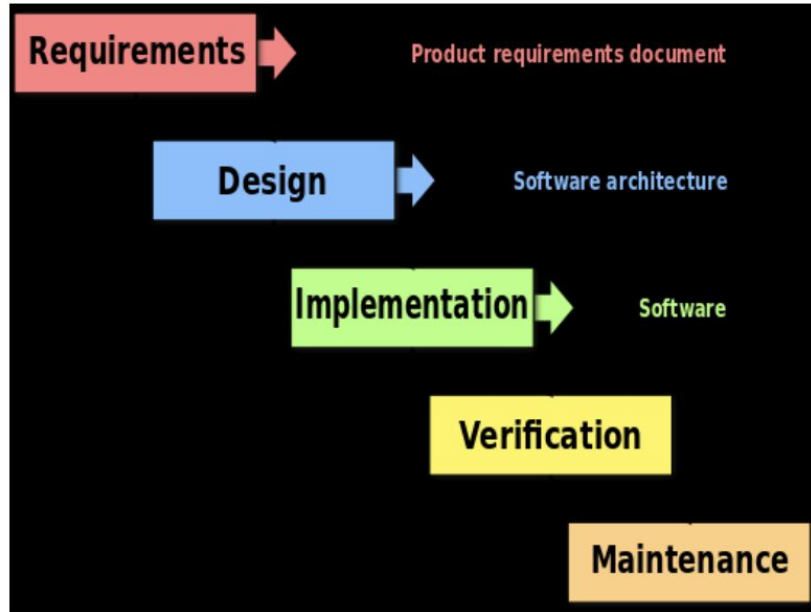 Requirements
Product requirements document
Design
Software architecture
Implementation
Software
Verification
Maintenance